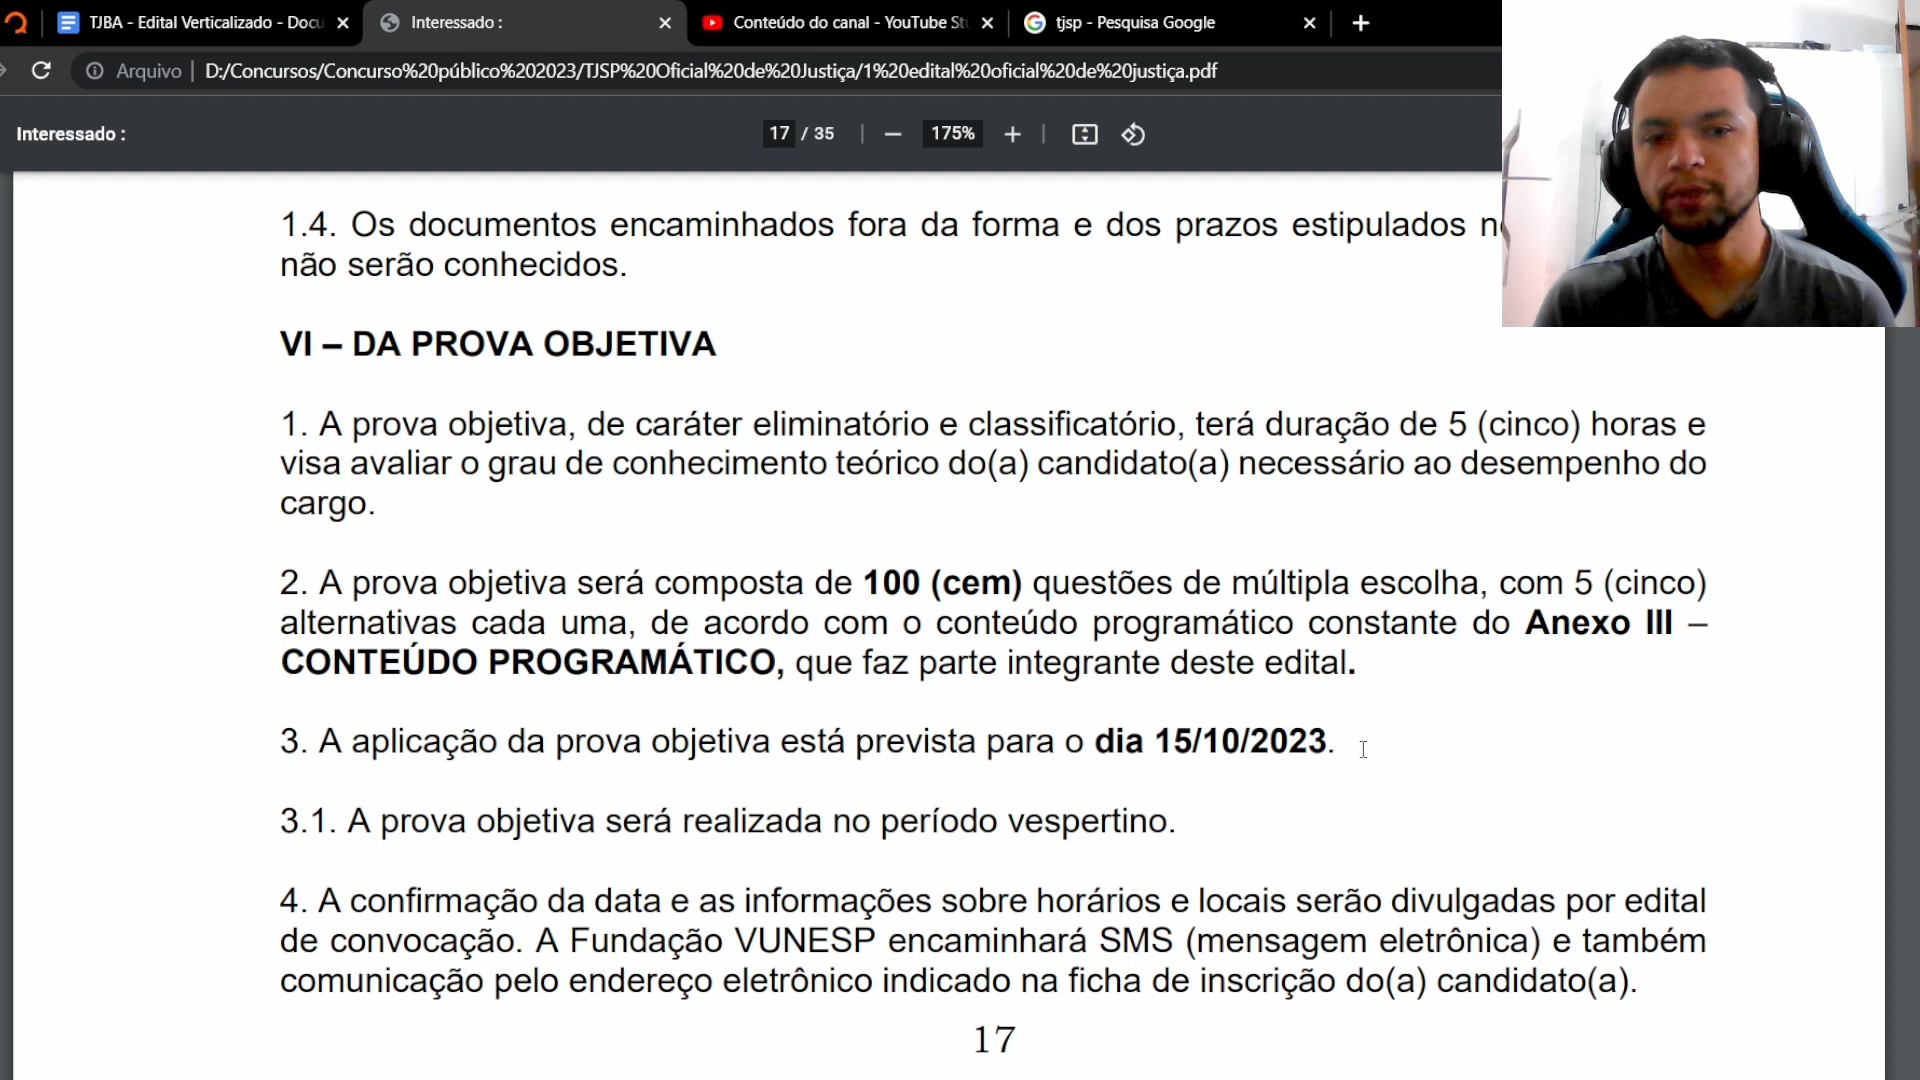 TJBA - Edital Verticalizado - Docu
Interessado :
Conteúdo do canal - YouTube St
tjsp - Pesquisa Google
Arquivo | D:/Concursos/Concurso%20público%202023/TJSP%20Oficial%20de%20Justiça/1%20edital%20oficial%20de%20justiça.pdf
Interessado :
17 / 35 | − 175% + |
1.4. Os documentos encaminhados fora da forma e dos prazos estipulados
não serão conhecidos.
VI – DA PROVA OBJETIVA
1. A prova objetiva, de caráter eliminatório e classificatório, terá duração de 5 (cinco) horas e
visa avaliar o grau de conhecimento teórico do(a) candidato(a) necessário ao desempenho do
cargo.
2. A prova objetiva será composta de 100 (cem) questões de múltipla escolha, com 5 (cinco)
alternativas cada uma, de acordo com o conteúdo programático constante do Anexo III –
CONTEÚDO PROGRAMÁTICO, que faz parte integrante deste edital.
3. A aplicação da prova objetiva está prevista para o dia 15/10/2023.
3.1. A prova objetiva será realizada no período vespertino.
4. A confirmação da data e as informações sobre horários e locais serão divulgadas por edital
de convocação. A Fundação VUNESP encaminhará SMS (mensagem eletrônica) e também
comunicação pelo endereço eletrônico indicado na ficha de inscrição do(a) candidato(a).
17